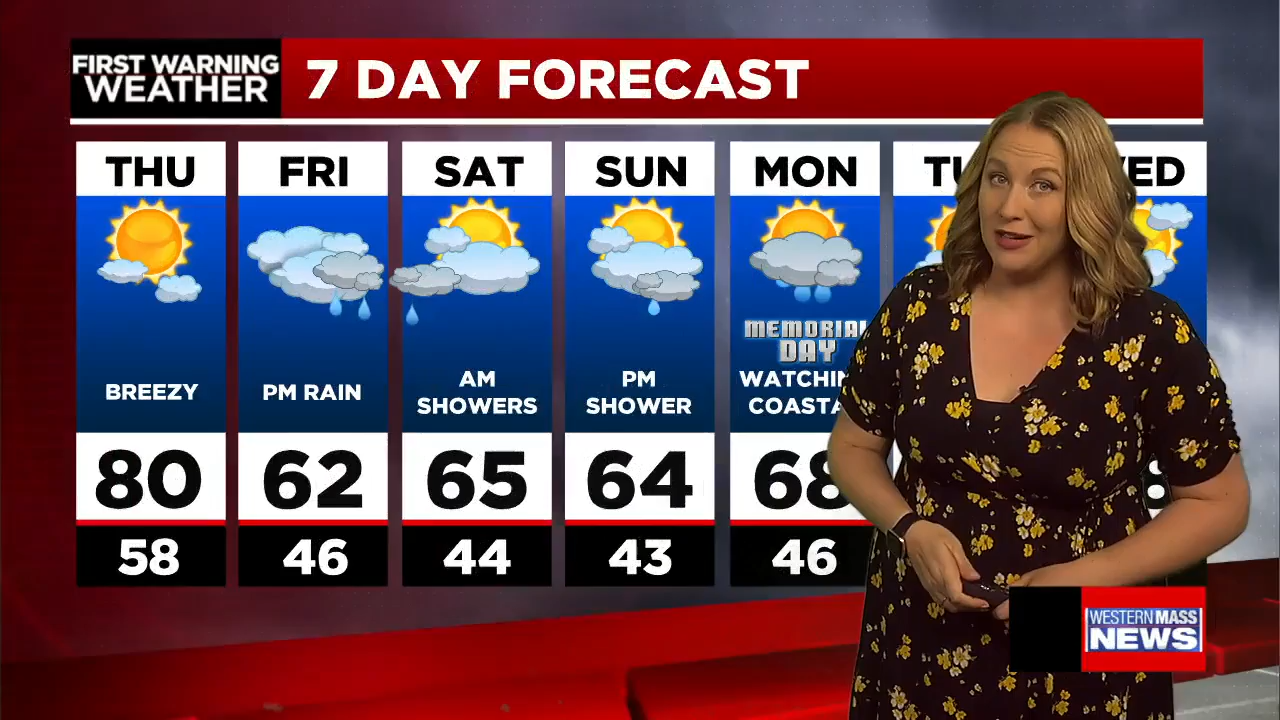 FIRST WARNING
WEATHER
7 DAY FORECAST
THU
FRI
SAT
SUN
MON
BREEZY
PM RAIN
AM
SHOWERS
PM
SHOWER
MEMORIAL
DAY
80
62
65
64
68
58
46
44
43
46
WESTERN MASS
NEWS